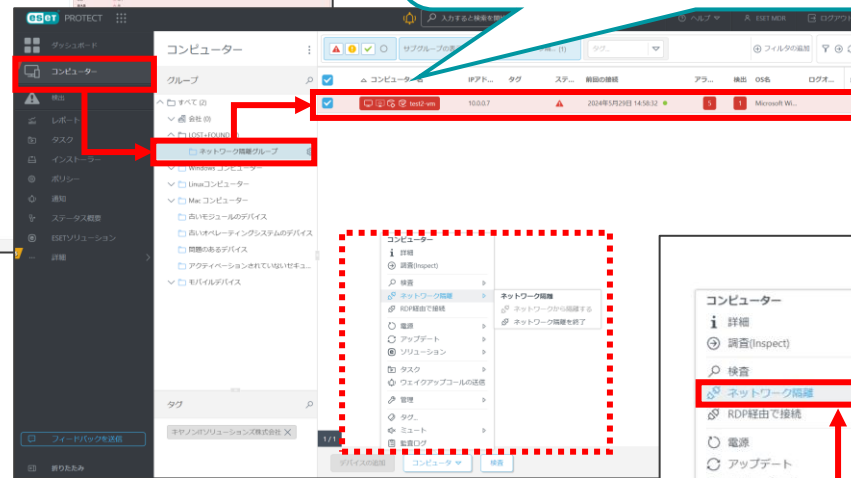 eset PROTECT
入力すると検索を開
ヘルプ
ESET MDB
ログアウト
ダッシュボード
コンピューター
検出
レポート
タスク
インストーラー
ポリシー
通知
ステータス概要
ESETソリューション
詳細
フィードバックを送信
折りたたみ
コンピューター
グループ
すべて (2)
会社 (0)
LOST+FOUND
ネットワーク隔離グループ
Windows コンピューター
Linuxコンピューター
Mac コンピューター
古いモジュールのデバイス
古いオペレーティングシステムのデバイス
問題のあるデバイス
アクティベーションされていないセキュ...
モバイルデバイス
タグ
キヤノンITソリューションズ株式会社
サブグループの表
(1)
タグ...
フィルタの追加
コンピュータ名
IPアド...
タグ
ステ...
前回の接続
アラ...
検出
OS名
ログオ...
test2-vm
10.0.0.7
2024年5月29日 14:58:32
5
1
Microsoft Wi...
コンピューター
詳細
調査(Inspect)
検査
ネットワーク隔離
RDP経由で接続
電源
アップデート
ソリューション
タスク
ウェイクアップコールの送信
管理
タグ...
ミュート
監査ログ
ネットワーク隔離
ネットワークから隔離する
ネットワーク隔離を終了
1/1
デバイスの追加
コンピュータ
検査
コンピューター
詳細
調査(Inspect)
検査
ネットワーク隔離
RDP経由で接続
電源
アップデート